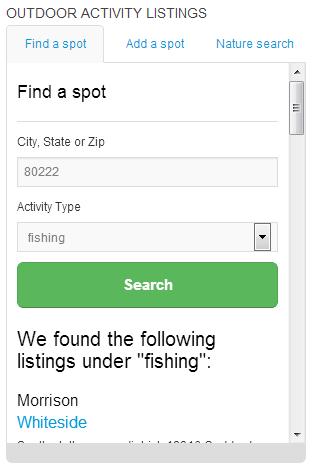 OUTDOOR ACTIVITY LISTINGS
Find a spot Add a spot Nature search
Find a spot
City, State or Zip
80222
Activity Type
fishing
Search
We found the following
listings under "fishing":
Morrison
Whiteside